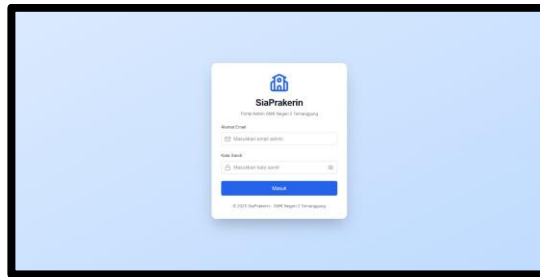 SiaPrakerin
Portal Admin SMK Negeri 2 Temanggung
Alamat Email
Masukkan email admin
Kata Sandi
Masukkan kata sandi
Masuk
© 2025 SiaPrakerin - SMK Negeri 2 Temanggung